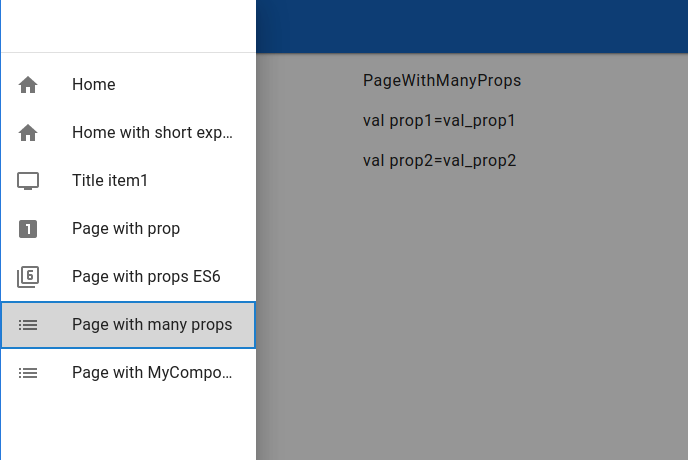 Home
Home with short exp...
Title item1
1
Page with prop
6
Page with props ES6
Page with many props
Page with MyCompo...
PageWithManyProps
val prop1=val_prop1
val prop2=val_prop2